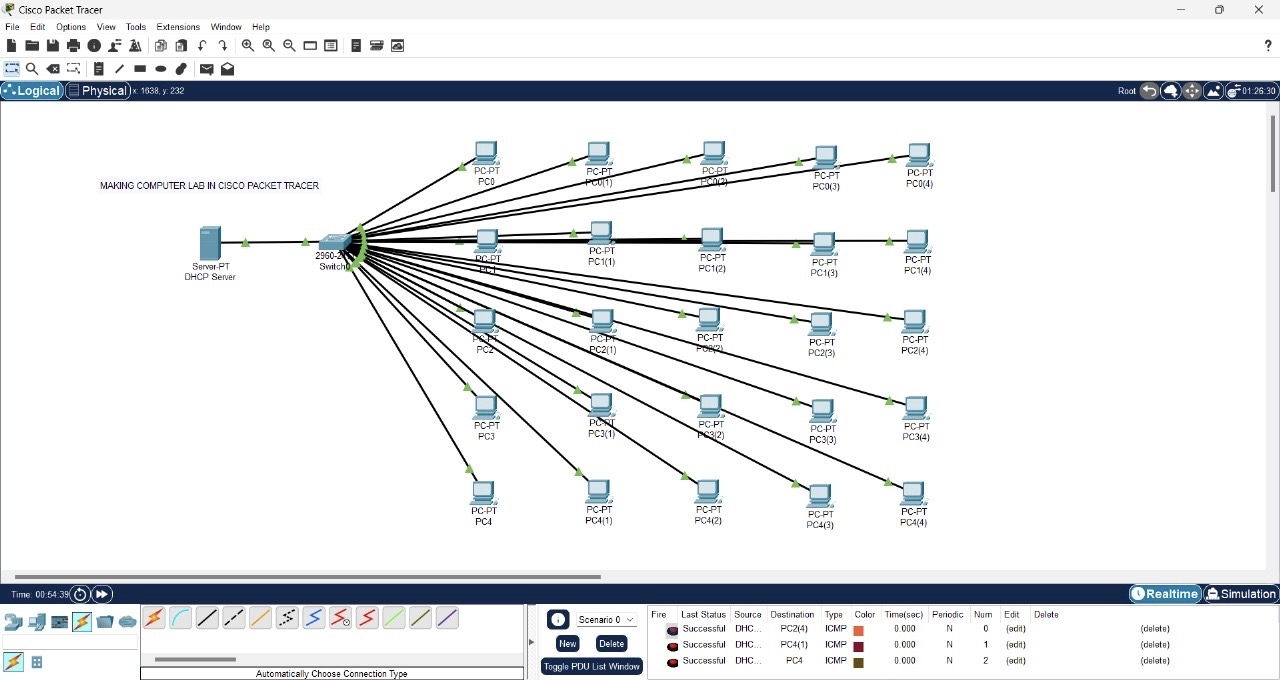 Cisco Packet Tracer
File Edit Options View Tools Extensions Window Help
?
Logical Physical x: 1638, y: 232 Root 01:26:30
MAKING COMPUTER LAB IN CISCO PACKET TRACER
PC-PT PC-PT PC-PT PC-PT PC-PT
PC0 PC0(1) PC0(2) PC0(3) PC0(4)
Server-PT
DHCP Server
2960-2
Switch0
PC-PT PC-PT PC-PT PC-PT PC-PT
PC1 PC1(1) PC1(2) PC1(3) PC1(4)
PC-PT PC-PT PC-PT PC-PT PC-PT
PC2 PC2(1) PC2(2) PC2(3) PC2(4)
PC-PT PC-PT PC-PT PC-PT PC-PT
PC3 PC3(1) PC3(2) PC3(3) PC3(4)
PC-PT PC-PT PC-PT PC-PT PC-PT
PC4 PC4(1) PC4(2) PC4(3) PC4(4)
Time: 00:54:39 Realtime Simulation
Scenario 0
New Delete
Toggle PDU List Window
Automatically Choose Connection Type
Fire Last Status Source Destination Type Color Time(sec) Periodic Num Edit Delete
Successful DHC... PC2(4) ICMP 0.000 N 0 (edit) (delete)
Successful DHC... PC4(1) ICMP 0.000 N 1 (edit) (delete)
Successful DHC... PC4 ICMP 0.000 N 2 (edit) (delete)